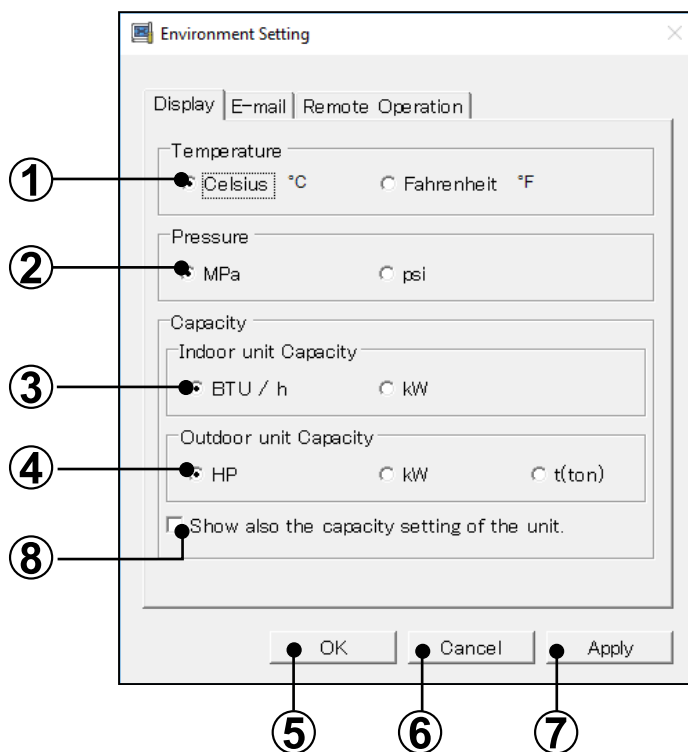 Environment Setting
Display E-mail Remote Operation
Temperature
① Celsius °C Fahrenheit °F
Pressure
② MPa psi
Capacity
Indoor unit Capacity
③ BTU / h kW
Outdoor unit Capacity
④ HP kW t(ton)
⑧ Show also the capacity setting of the unit.
OK Cancel Apply
⑤ ⑥ ⑦